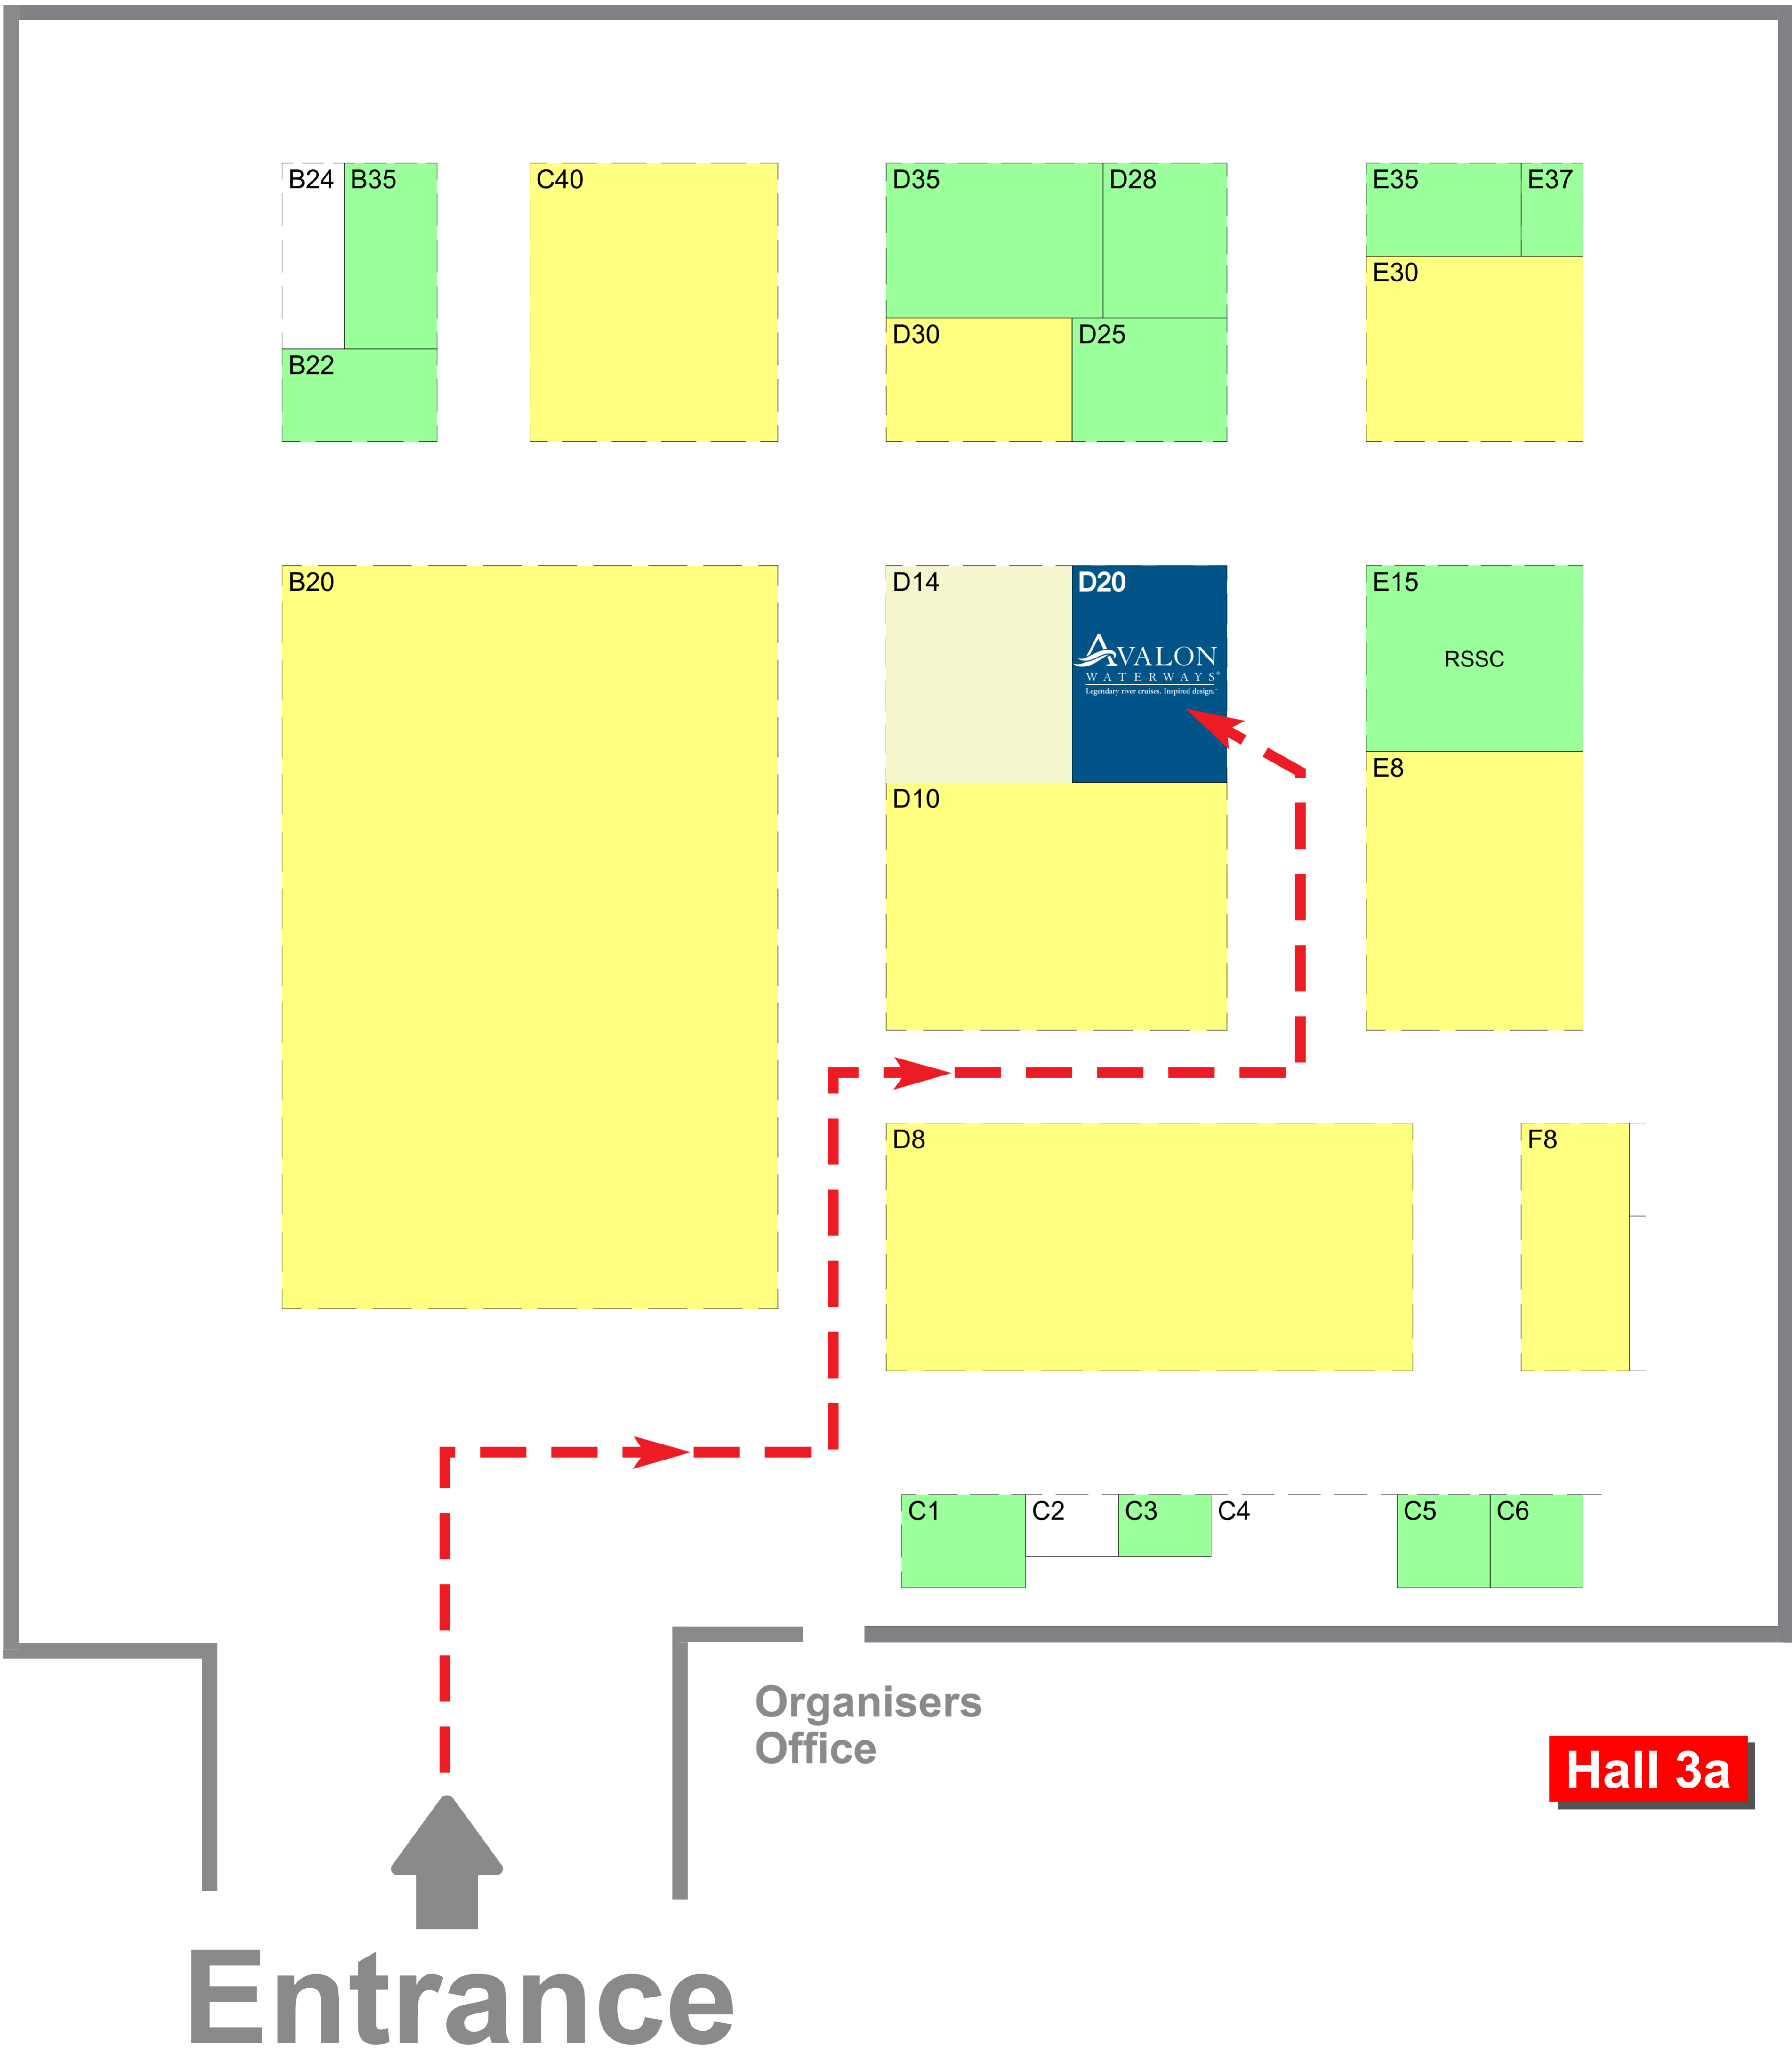 B24 B35 C40 D35 D28 E35 E37
E30
D30 D25
B22
B20 D14 D20 E15
AVALON
RSSC
WATERWAYS®
Legendary river cruises. Inspired design.
E8
D10
D8 F8
C1 C2 C3 C4 C5 C6
Organisers
Office
Hall 3a
Entrance